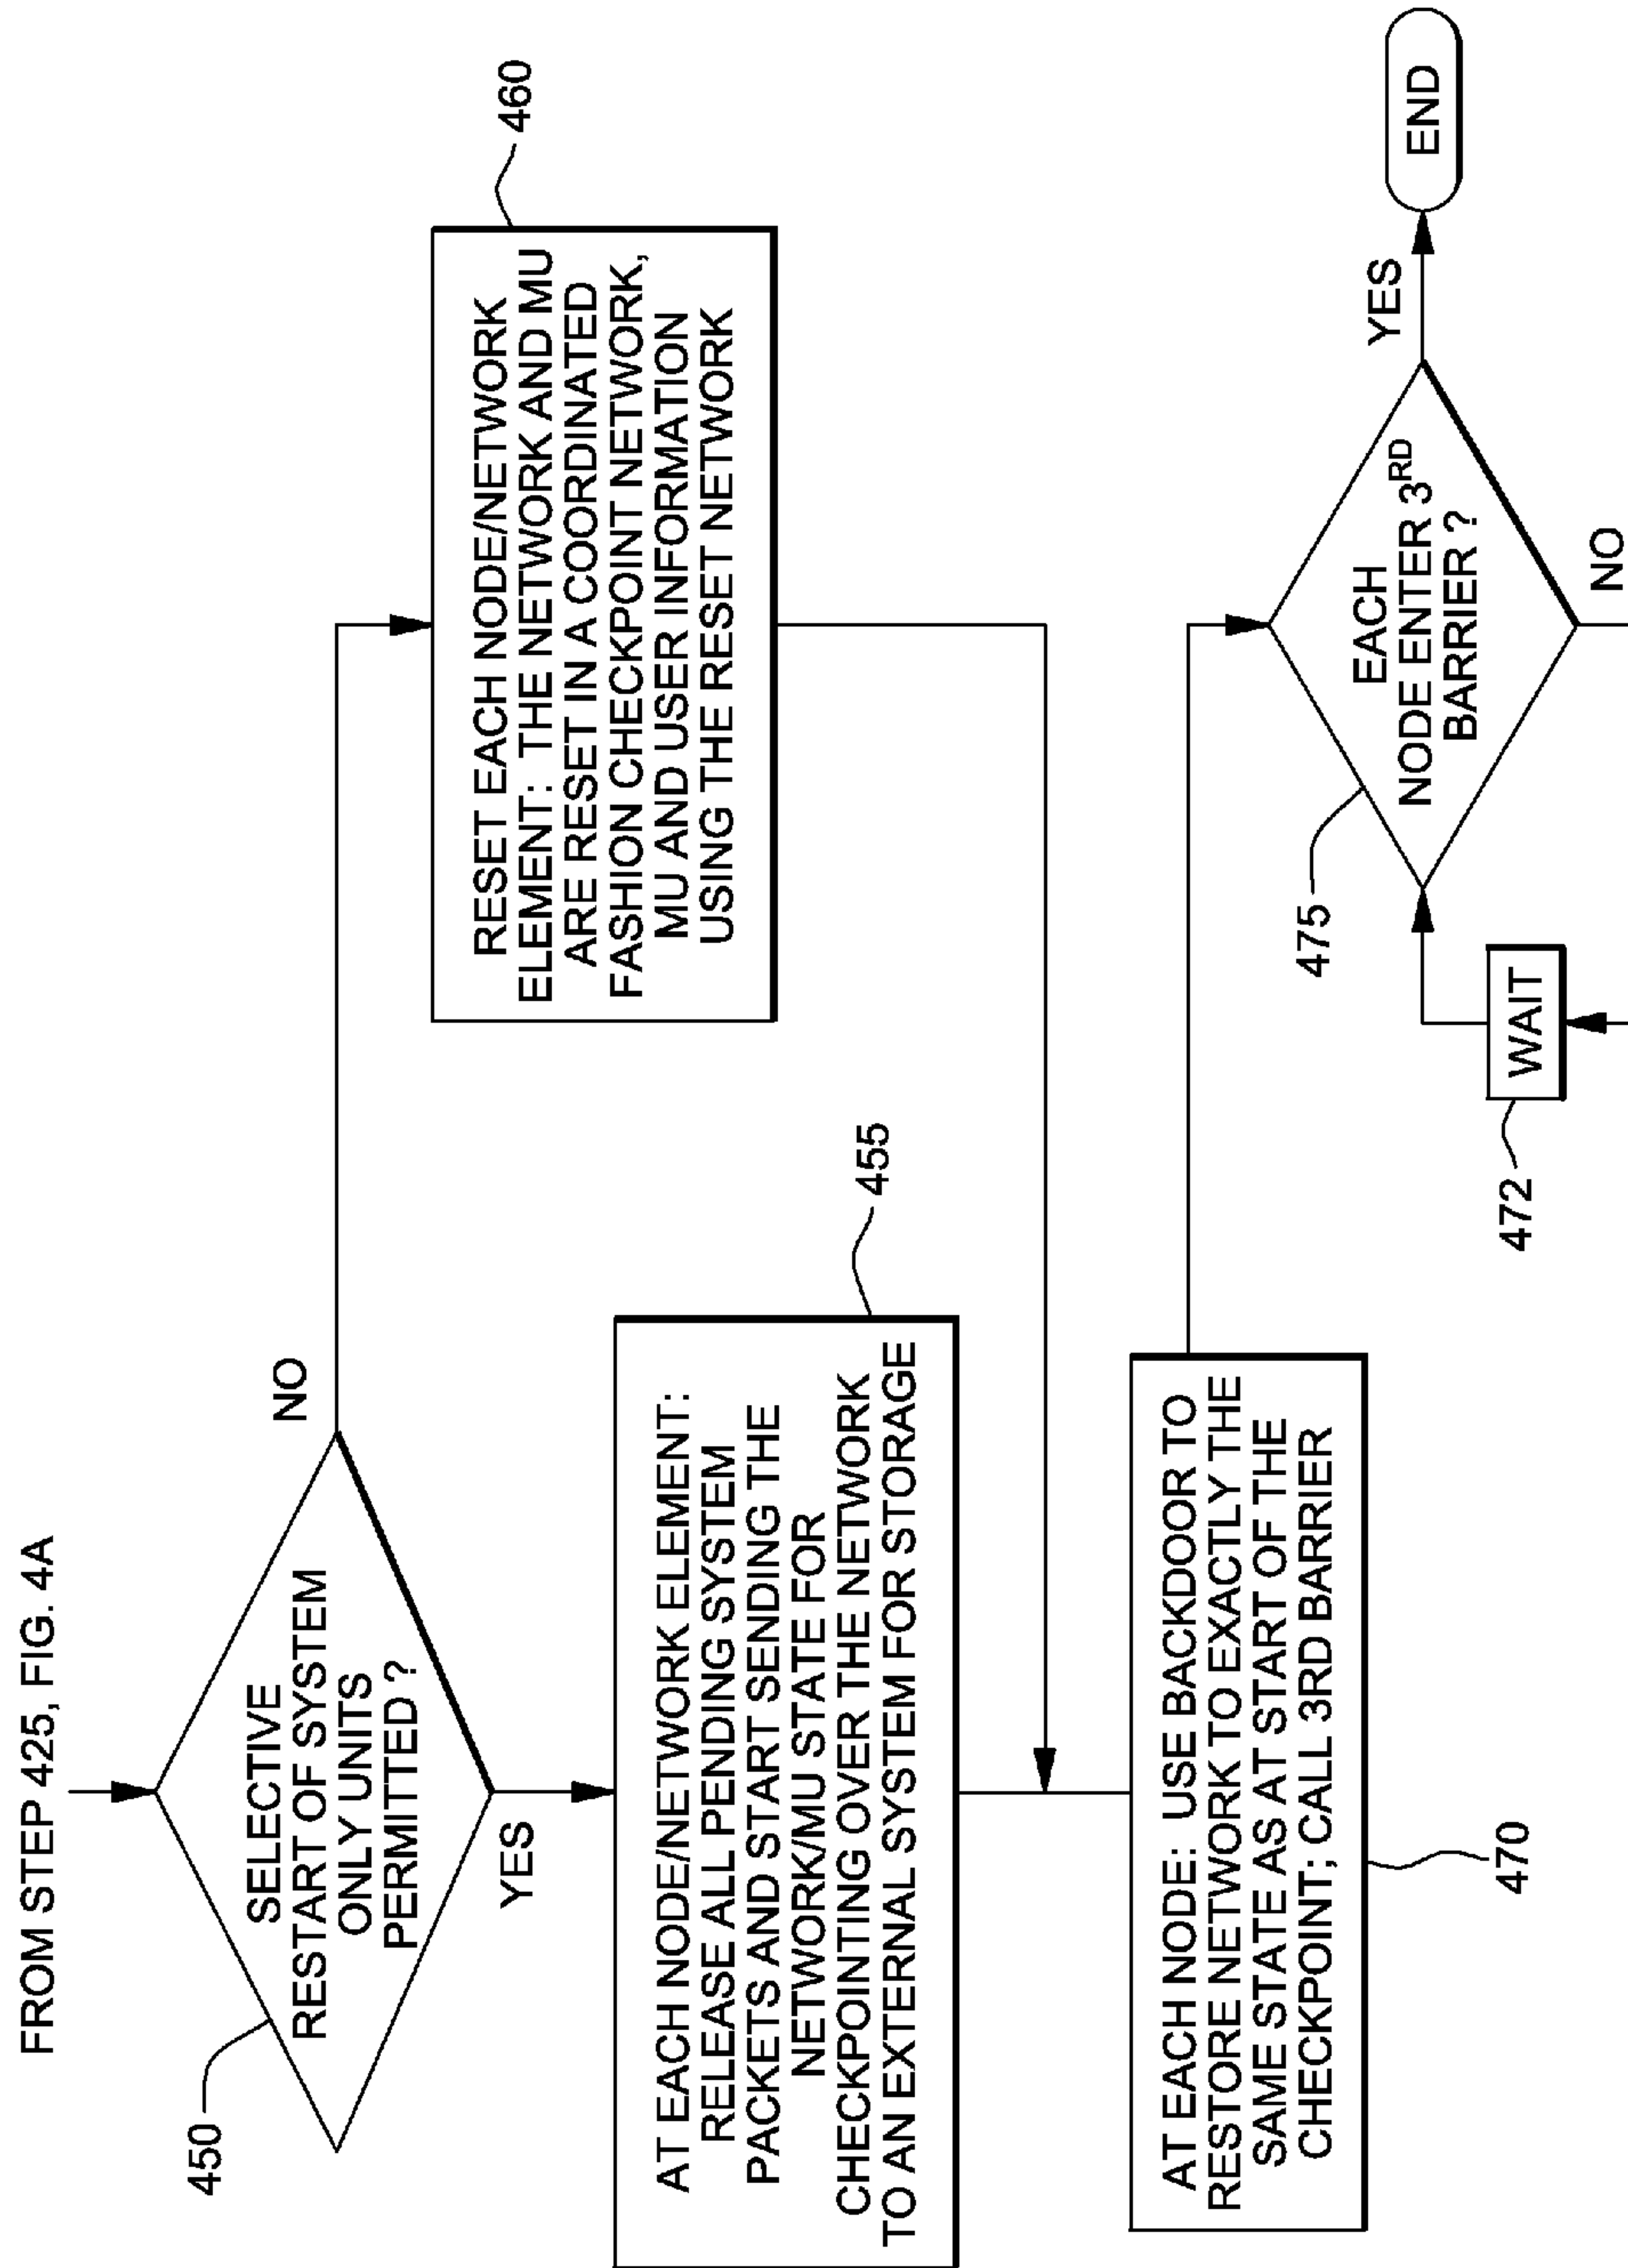 FROM STEP 425, FIG. 4A
450
SELECTIVE
RESTART OF SYSTEM
ONLY UNITS
PERMITTED ?
NO
YES
460
RESET EACH NODE/NETWORK
ELEMENT: THE NETWORK AND MU
ARE RESET IN A COORDINATED
FASHION CHECKPOINT NETWORK,
MU AND USER INFORMATION
USING THE RESET NETWORK
455
AT EACH NODE/NETWORK ELEMENT:
RELEASE ALL PENDING SYSTEM
PACKETS AND START SENDING THE
NETWORK/MU STATE FOR
CHECKPOINTING OVER THE NETWORK
TO AN EXTERNAL SYSTEM FOR STORAGE
AT EACH NODE: USE BACKDOOR TO
RESTORE NETWORK TO EXACTLY THE
SAME STATE AS AT START OF THE
CHECKPOINT; CALL 3RD BARRIER
470
475
EACH
NODE ENTER 3RD
BARRIER ?
YES
END
472
WAIT
NO